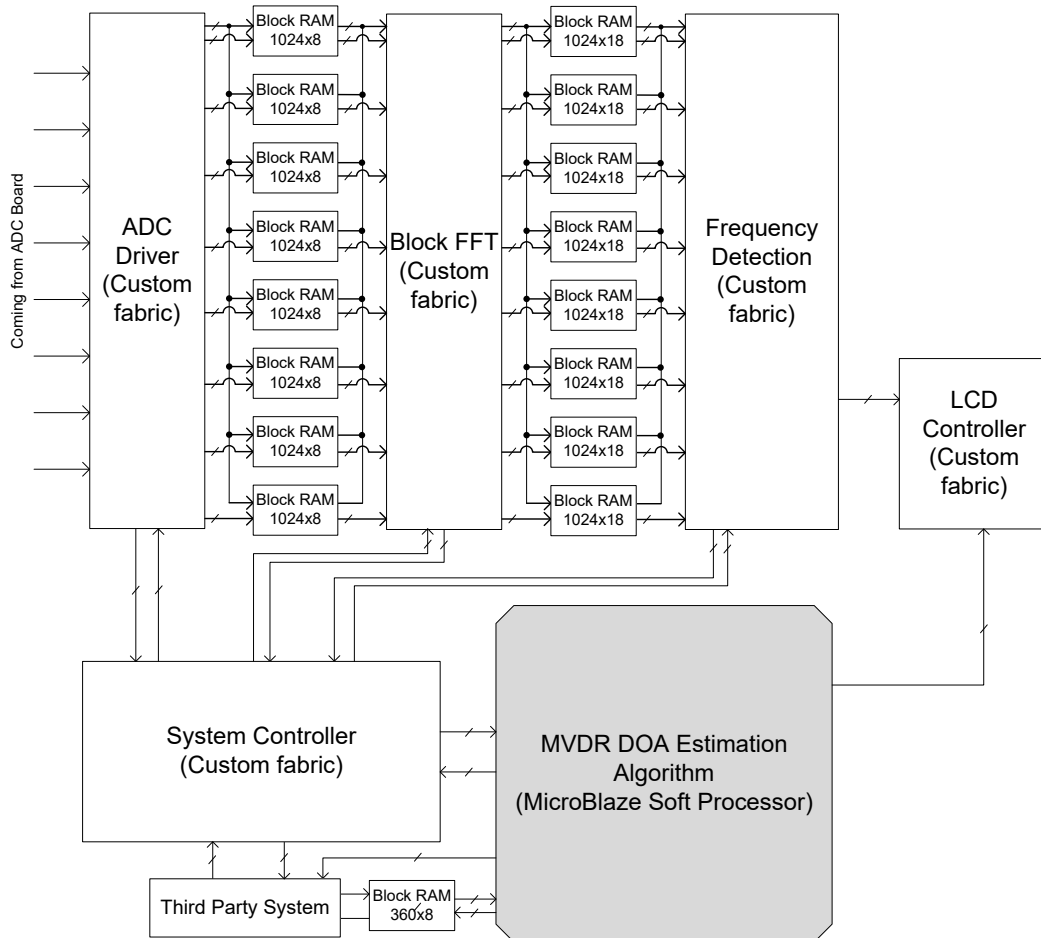 Block RAM
1024x8
Block RAM
1024x18
Block RAM
1024x8
Block RAM
1024x18
Block RAM
1024x8
Block RAM
1024x18
Block RAM
1024x8
Block RAM
1024x18
Block RAM
1024x8
Block RAM
1024x18
Block RAM
1024x8
Block RAM
1024x18
Block RAM
1024x8
Block RAM
1024x18
Block RAM
1024x8
Block RAM
1024x18
Coming from ADC Board
ADC
Driver
(Custom
fabric)
Block FFT
(Custom
fabric)
Frequency
Detection
(Custom
fabric)
LCD
Controller
(Custom
fabric)
System Controller
(Custom fabric)
MVDR DOA Estimation
Algorithm
(MicroBlaze Soft Processor)
Third Party System
Block RAM
360x8